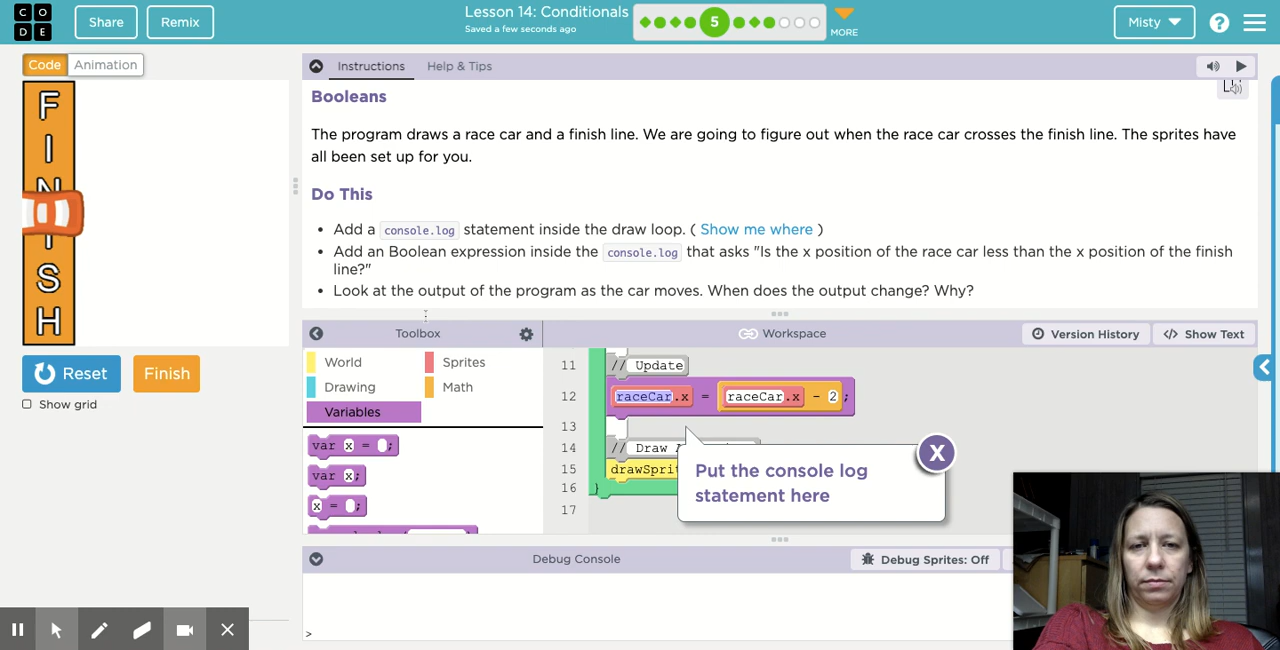 C O
D E
Share
Remix
Lesson 14: Conditionals
Saved a few seconds ago
5
MORE
Misty
?
Code
Animation
Instructions
Help & Tips
F
I
N
I
S
H
Booleans
The program draws a race car and a finish line. We are going to figure out when the race car crosses the finish line. The sprites have
all been set up for you.
Do This
• Add a console.log statement inside the draw loop. ( Show me where )
• Add an Boolean expression inside the console.log that asks "Is the x position of the race car less than the x position of the finish
line?"
• Look at the output of the program as the car moves. When does the output change? Why?
Reset
Finish
Show grid
Toolbox
Workspace
Version History
</> Show Text
World
Sprites
Drawing
Math
Variables
var x = ;
var x;
x = ;
11 // Update
12 raceCar.x = raceCar.x - 2 ;
13
14 // Draw
15 drawSprit
16 }
17
Put the console log
statement here
X
Debug Console
Debug Sprites: Off
>